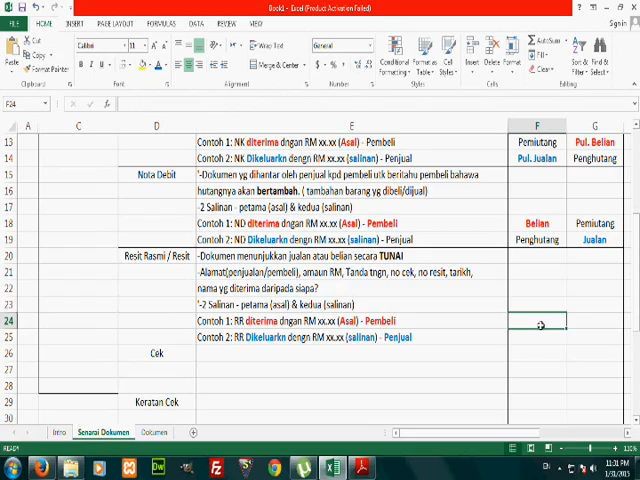 Book1 - Excel (Product Activation Failed)
FILE HOME INSERT PAGE LAYOUT FORMULAS DATA REVIEW VIEW Sign in
Cut
Copy
Format Painter
Paste
Calibri 11
B I U
Wrap Text
Merge & Center
General
$ % ,
Conditional Formatting
Format as Table
Cell Styles
Insert Delete Format
AutoSum
Fill
Clear
Sort & Filter
Find & Select
Clipboard Font Alignment Number Styles Cells Editing
F24
A C D E F G
13 Contoh 1: NK diterima dngan RM xx.xx (Asal) - Pembeli Pemiutang Pul. Belian
14 Contoh 2: NK Dikeluarkn dengn RM xx.xx (salinan) - Penjual Pul. Jualan Penghutang
15 Nota Debit '-Dokumen yg dihantar oleh penjual kpd pembeli utk beritahu pembeli bahawa
16 hutangnya akan bertambah. ( tambahan barang yg dibeli/dijual)
17 -2 Salinan - petama (asal) & kedua (salinan)
18 Contoh 1: ND diterima dngan RM xx.xx (Asal) - Pembeli Belian Pemiutang
19 Contoh 2: ND Dikeluarkn dengn RM xx.xx (salinan) - Penjual Penghutang Jualan
20 Resit Rasmi / Resit -Dokumen menunjukkan jualan atau belian secara TUNAI
21 -Alamat(penjualan/pembeli), amaun RM, Tanda tngn, no cek, no resit, tarikh,
22 nama yg diterima daripada siapa?
23 '-2 Salinan - petama (asal) & kedua (salinan)
24 Contoh 1: RR diterima dngan RM xx.xx (Asal) - Pembeli
25 Contoh 2: RR Dikeluarkn dengn RM xx.xx (salinan) - Penjual
26 Cek
27
28
29 Keratan Cek
30
Intro Senarai Dokumen Dokumen
130%
EN 11:31 PM
1/31/2015